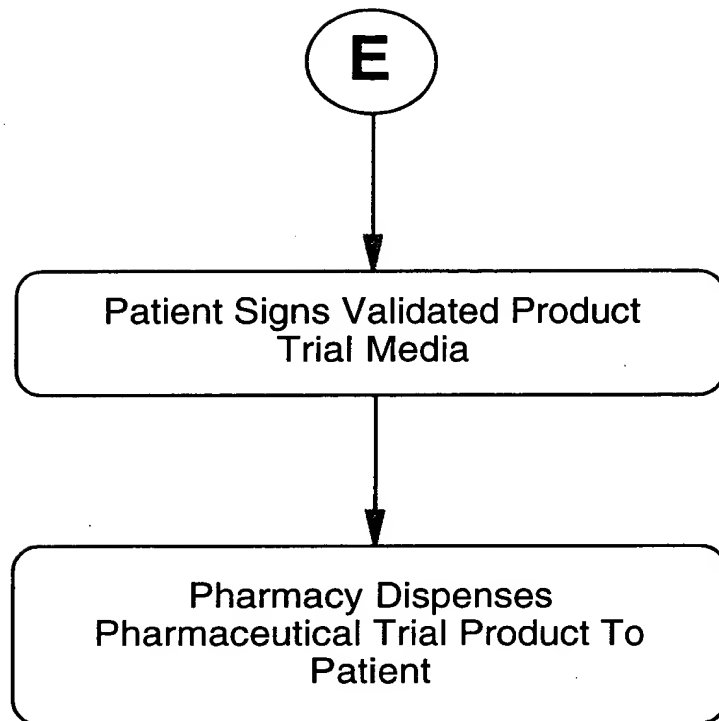 E
Patient Signs Validated Product
Trial Media
Pharmacy Dispenses
Pharmaceutical Trial Product To
Patient